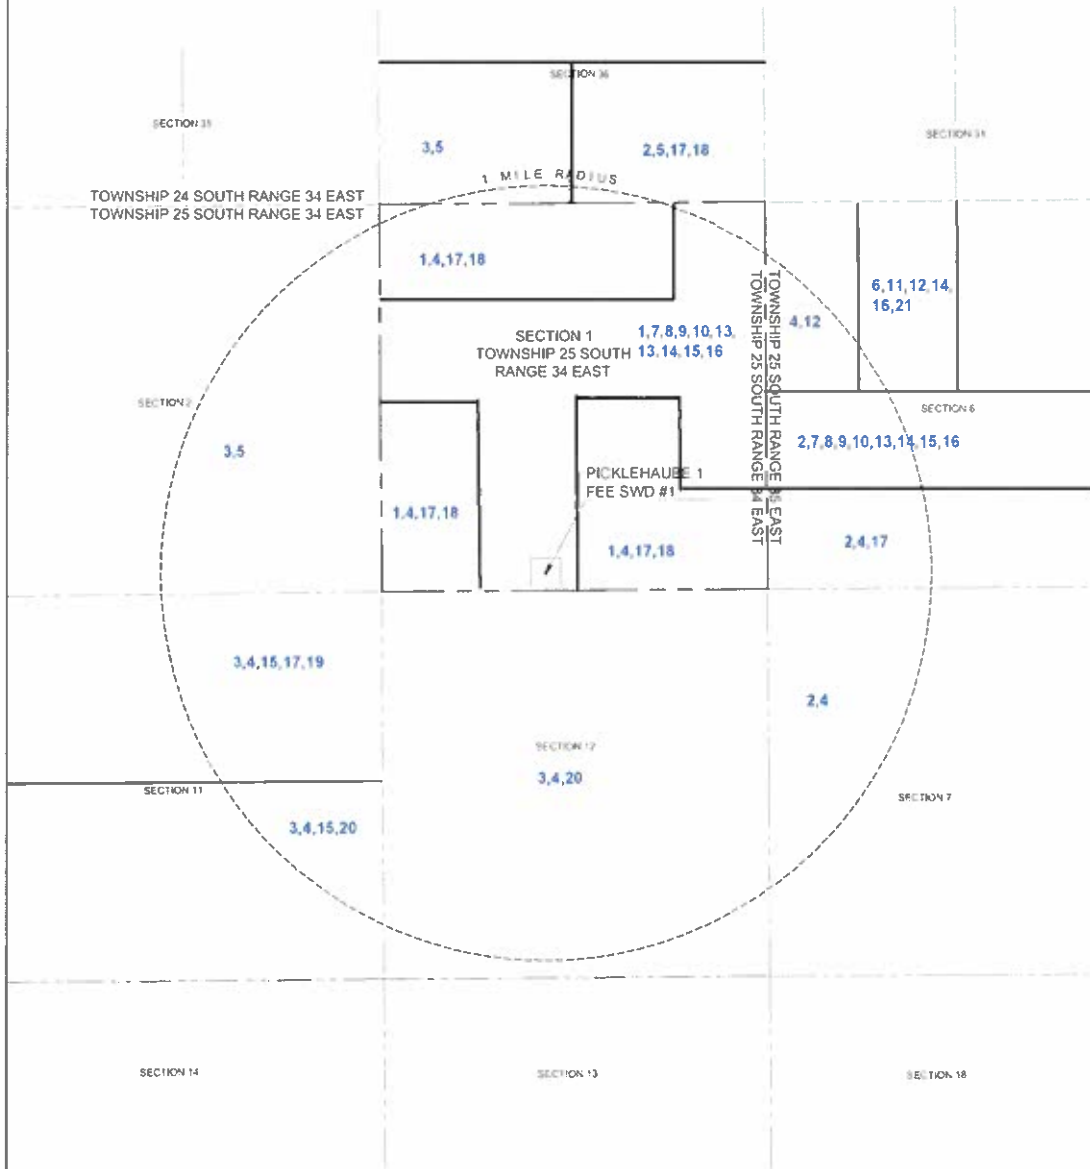 SECTION 36
SECTION 31
3,5
2,5,17,18
1 MILE RADIUS
TOWNSHIP 24 SOUTH RANGE 34 EAST
TOWNSHIP 25 SOUTH RANGE 34 EAST
1,4,17,18
6,11,12,14,
16,21
4,12
TOWNSHIP 25 SOUTH RANGE 35 EAST
TOWNSHIP 25 SOUTH RANGE 34 EAST
SECTION 1
TOWNSHIP 25 SOUTH
RANGE 34 EAST
1,7,8,9,10,13,
13,14,15,16
SECTION 2
SECTION 6
3,5
2,7,8,9,10,13,14,15,16
PICKLEHAUBE 1
FEE SWD #1
1,4,17,18
1,4,17,18
2,4,17
3,4,15,17,19
2,4
SECTION 12
3,4,20
SECTION 11
SECTION 7
3,4,15,20
SECTION 14
SECTION 13
SECTION 18